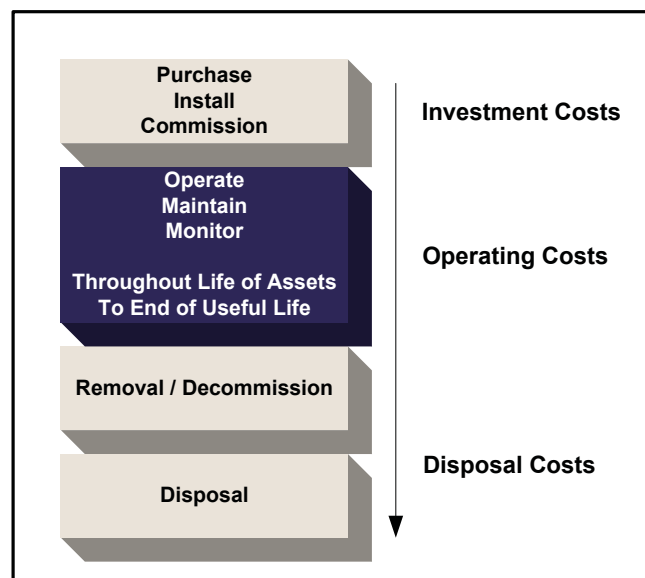 Purchase
Install
Commission
Investment Costs
Operate
Maintain
Monitor
Throughout Life of Assets
To End of Useful Life
Operating Costs
Removal / Decommission
Disposal Costs
Disposal